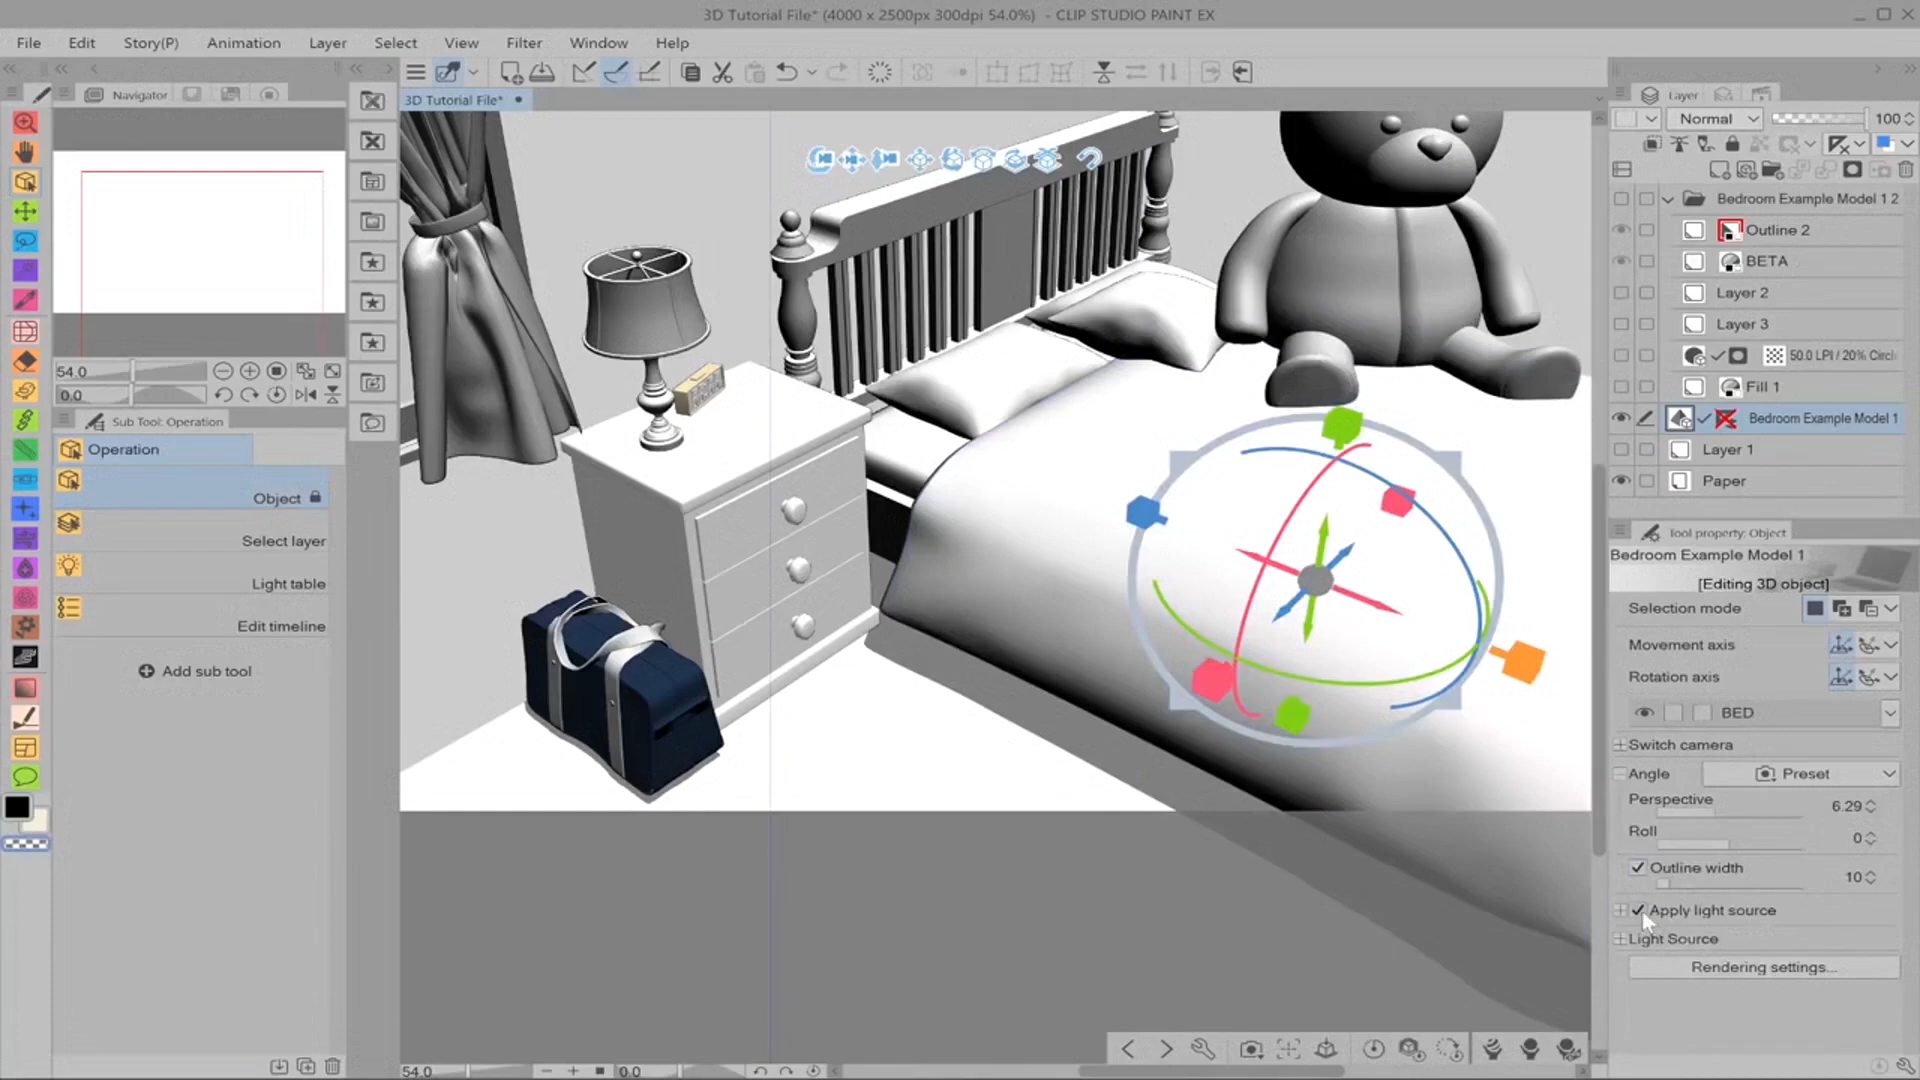 3D Tutorial File* (4000 x 2500px 300dpi 54.0%) - CLIP STUDIO PAINT EX
File Edit Story(P) Animation Layer Select View Filter Window Help
Navigator
3D Tutorial File*
54.0
0.0
Sub Tool: Operation
Operation
Object
Select layer
Light table
Edit timeline
Add sub tool
54.0
0.0
Layer
Normal 100
Bedroom Example Model 1 2
Outline 2
BETA
Layer 2
Layer 3
50.0 LPI / 20% Circl
Fill 1
Bedroom Example Model 1
Layer 1
Paper
Tool property: Object
Bedroom Example Model 1
[Editing 3D object]
Selection mode
Movement axis
Rotation axis
BED
Switch camera
Angle Preset
Perspective 6.29
Roll 0
Outline width 10
Apply light source
Light Source
Rendering settings...